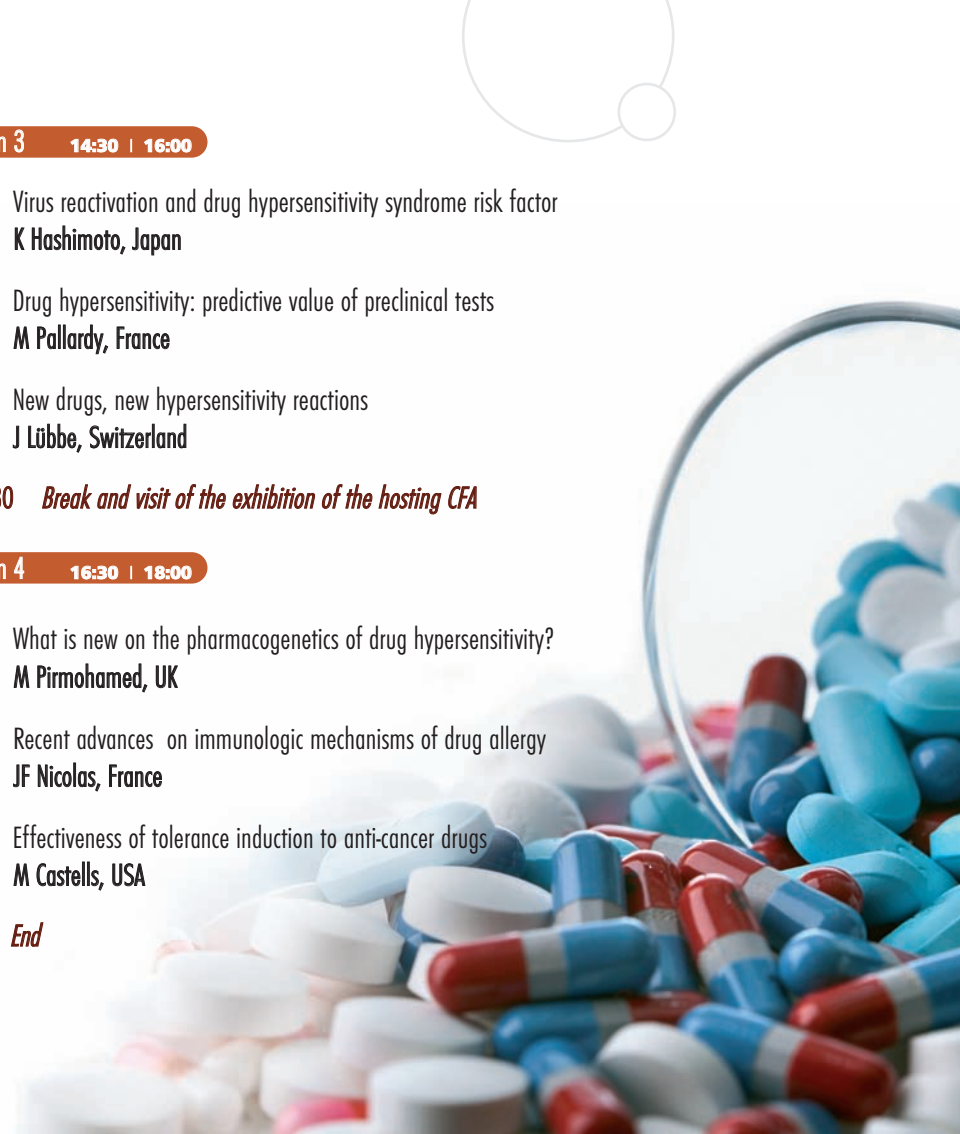 n 3 14:30 | 16:00
Virus reactivation and drug hypersensitivity syndrome risk factor
K Hashimoto, Japan
Drug hypersensitivity: predictive value of preclinical tests
M Pallardy, France
New drugs, new hypersensitivity reactions
J Lübbe, Switzerland
30 Break and visit of the exhibition of the hosting CFA
n 4 16:30 | 18:00
What is new on the pharmacogenetics of drug hypersensitivity?
M Pirmohamed, UK
Recent advances on immunologic mechanisms of drug allergy
JF Nicolas, France
Effectiveness of tolerance induction to anti-cancer drugs
M Castells, USA
End